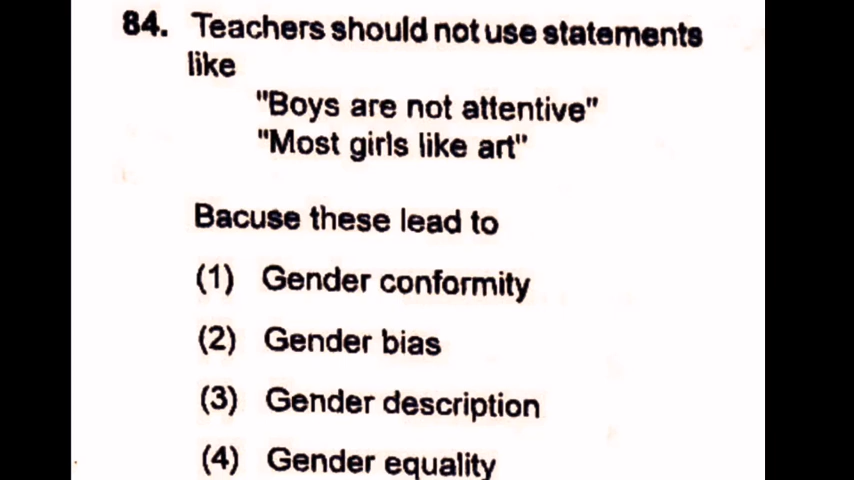 84. Teachers should not use statements
like
"Boys are not attentive"
"Most girls like art"
Bacuse these lead to
(1) Gender conformity
(2) Gender bias
(3) Gender description
(4) Gender equality